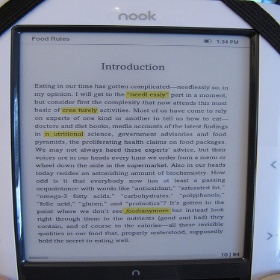 nook
Food Rules 1:34 PM
Introduction
Eating in our time has gotten complicated—needlessly so, in
my opinion. I will get to the "needl essly" part in a moment,
but consider first the complexity that now attends this most
basic of crea turely activities. Most of us have come to rely
on experts of one kind or another to tell us how to eat—
doctors and diet books, media accounts of the latest findings
in n utritional science, government advisories and food
pyramids, the proliferating health claims on food packages.
We may not always heed these experts' advice, but their
voices are in our heads every time we order from a menu or
wheel down the aisle in the supermarket. Also in our heads
today resides an astonishing amount of biochemistry. How
odd is it that everybody now has at least a passing
acquaintance with words like "antioxidant," "saturated fat,"
"omega-3 fatty acids," "carbohydrates," "polyphenols,"
"folic acid," "gluten," and "probiotics"? It's gotten to the
point where we don't see foods anymore but instead look
right through them to the nutrients (good and bad) they
contain, and of course to the calories—all these invisible
qualities in our food that, properly understood, supposedly
hold the secret to eating well.